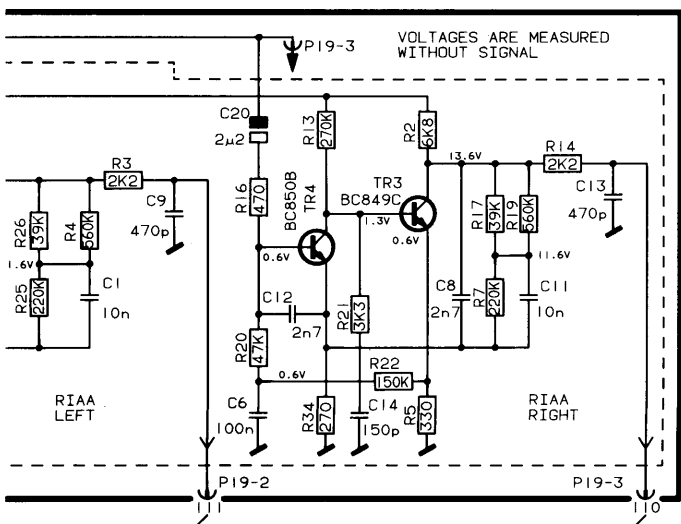 P19-3
VOLTAGES ARE MEASURED
WITHOUT SIGNAL
C20
2µ2
R13
270K
R2
6K8
R3
2K2
C9
470p
R16
470
BC850B
TR4
TR3
BC849C
13.6V
R14
2K2
C13
470p
R26
39K
R4
560K
1.3V
0.6V
R17
39K
R19
560K
1.6V
0.6V
11.6V
R25
220K
C1
10n
C12
2n7
R21
3K3
C8
2n7
R7
220K
C11
10n
R20
47K
0.6V
R22
150K
RIAA
LEFT
C6
100n
R34
270
C14
150p
R5
330
RIAA
RIGHT
P19-2
111
P19-3
110